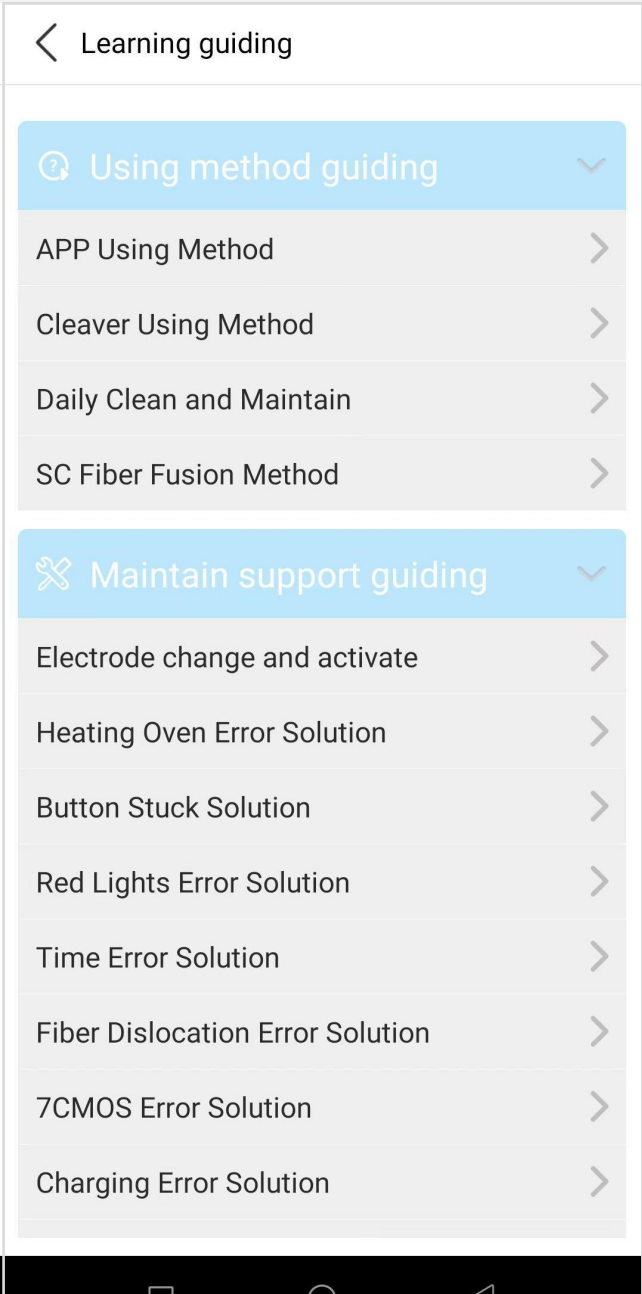 Learning guiding
Using method guiding
APP Using Method
Cleaver Using Method
Daily Clean and Maintain
SC Fiber Fusion Method
Maintain support guiding
Electrode change and activate
Heating Oven Error Solution
Button Stuck Solution
Red Lights Error Solution
Time Error Solution
Fiber Dislocation Error Solution
7CMOS Error Solution
Charging Error Solution